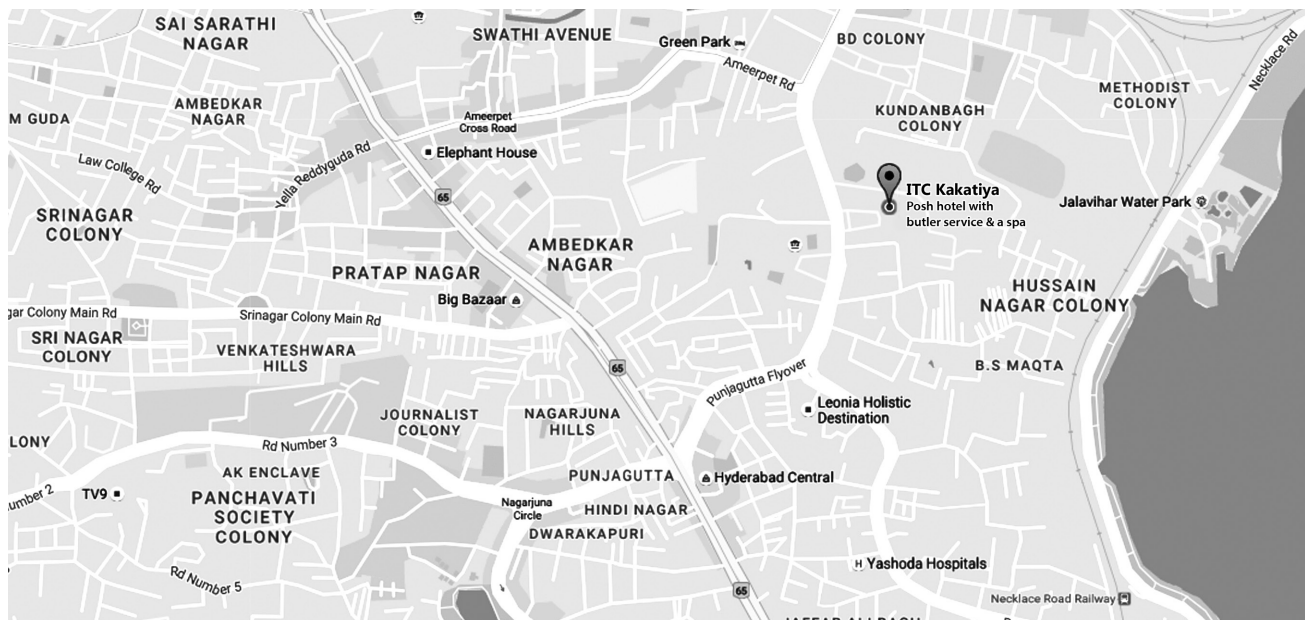 SAI SARATHI
NAGAR
SWATHI AVENUE
Green Park
BD COLONY
Necklace Rd
Ameerpet Rd
METHODIST
COLONY
AMBEDKAR
NAGAR
KUNDANBAGH
COLONY
M GUDA
Ameerpet
Cross Road
Elephant House
Law College Rd
Yella Reddyguda Rd
65
ITC Kakatiya
Posh hotel with
butler service & a spa
Jalavihar Water Park
SRINAGAR
COLONY
AMBEDKAR
NAGAR
PRATAP NAGAR
Big Bazaar
HUSSAIN
NAGAR COLONY
gar Colony Main Rd
Srinagar Colony Main Rd
SRI NAGAR
COLONY
VENKATESHWARA
HILLS
65
B.S MAQTA
Punjagutta Flyover
Leonia Holistic
Destination
JOURNALIST
COLONY
NAGARJUNA
HILLS
LONY
Rd Number 3
AK ENCLAVE
PUNJAGUTTA
Hyderabad Central
umber 2
TV9
PANCHAVATI
SOCIETY
COLONY
Nagarjuna
Circle
HINDI NAGAR
DWARAKAPURI
Rd Number 5
H
Yashoda Hospitals
65
Necklace Road Railway